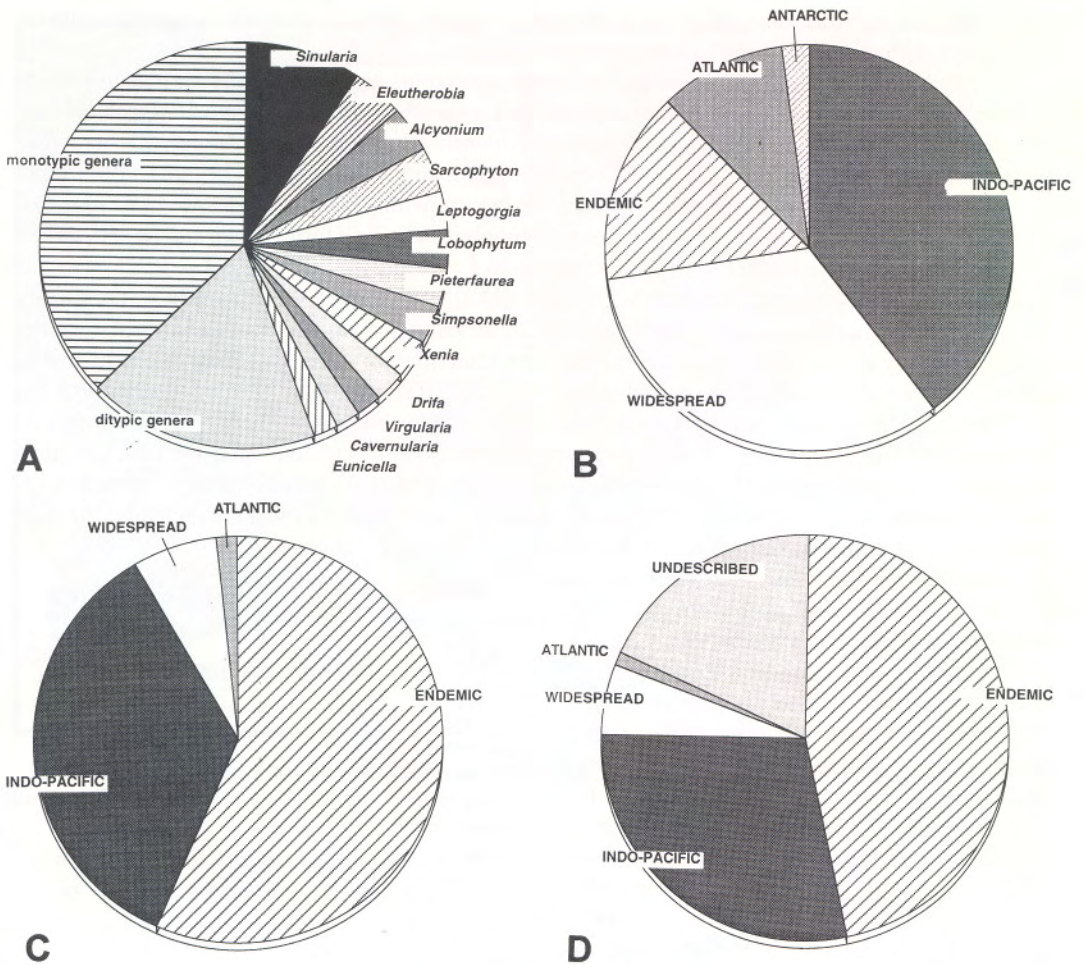 Sinularia
Eleutherobia
Alcyonium
Sarcophyton
Leptogorgia
Lobophytum
Pieterfaurea
Simpsonella
Xenia
Drifa
Virgularia
Cavernularia
Eunicella
ditypic genera
monotypic genera
A
ANTARCTIC
ATLANTIC
INDO-PACIFIC
ENDEMIC
WIDESPREAD
B
ATLANTIC
WIDESPREAD
ENDEMIC
INDO-PACIFIC
C
UNDESCRIBED
ATLANTIC
WIDESPREAD
ENDEMIC
INDO-PACIFIC
D